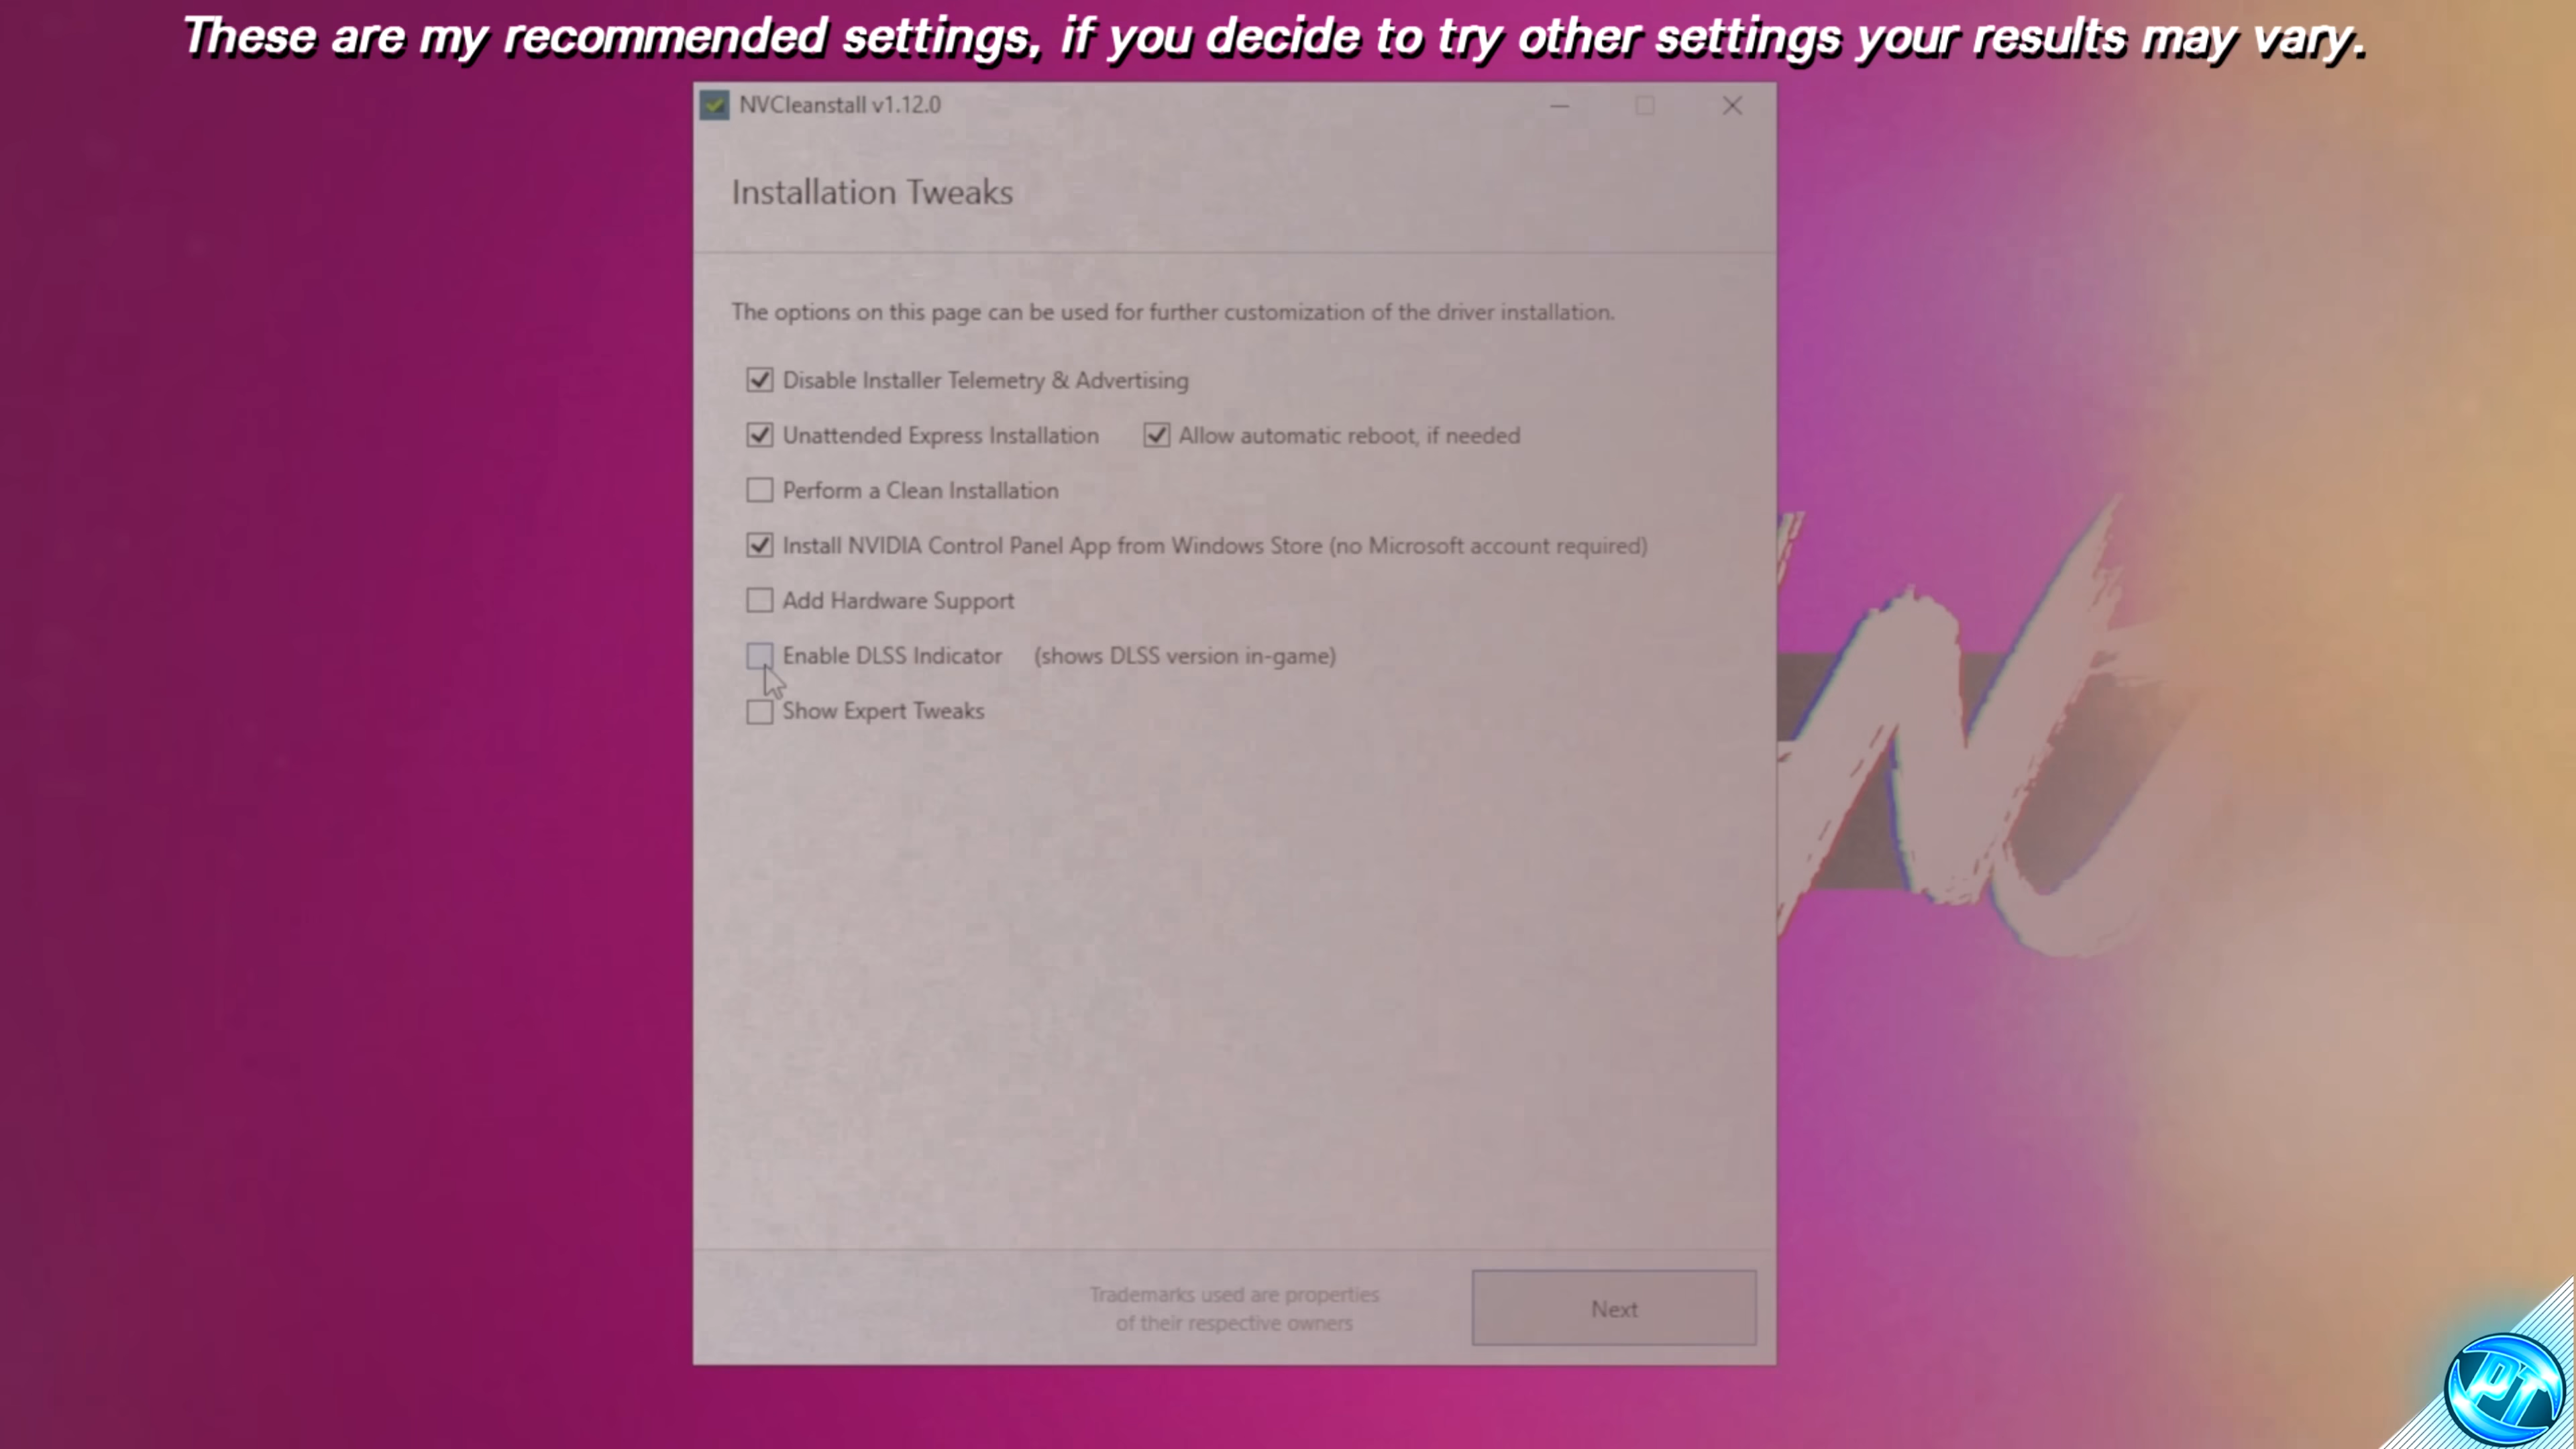 These are my recommended settings, if you decide to try other settings your results may vary.
NVCleanstall v1.12.0
Installation Tweaks
The options on this page can be used for further customization of the driver installation.
Disable Installer Telemetry & Advertising
Unattended Express Installation Allow automatic reboot, if needed
Perform a Clean Installation
Install NVIDIA Control Panel App from Windows Store (no Microsoft account required)
Add Hardware Support
Enable DLSS Indicator (shows DLSS version in-game)
Show Expert Tweaks
Trademarks used are properties
of their respective owners
Next
PT